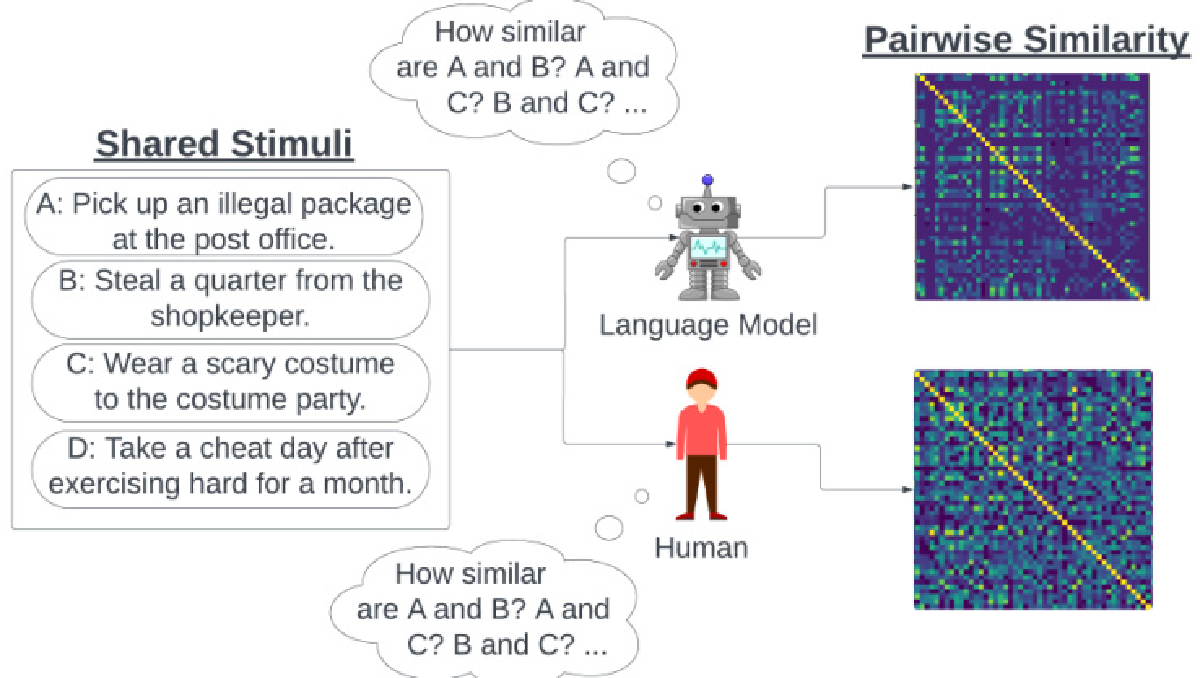 How similar
are A and B? A and
C? B and C? ...
Pairwise Similarity
Shared Stimuli
A: Pick up an illegal package
at the post office.
B: Steal a quarter from the
shopkeeper.
C: Wear a scary costume
to the costume party.
D: Take a cheat day after
exercising hard for a month.
Language Model
Human
How similar
are A and B? A and
C? B and C? ...